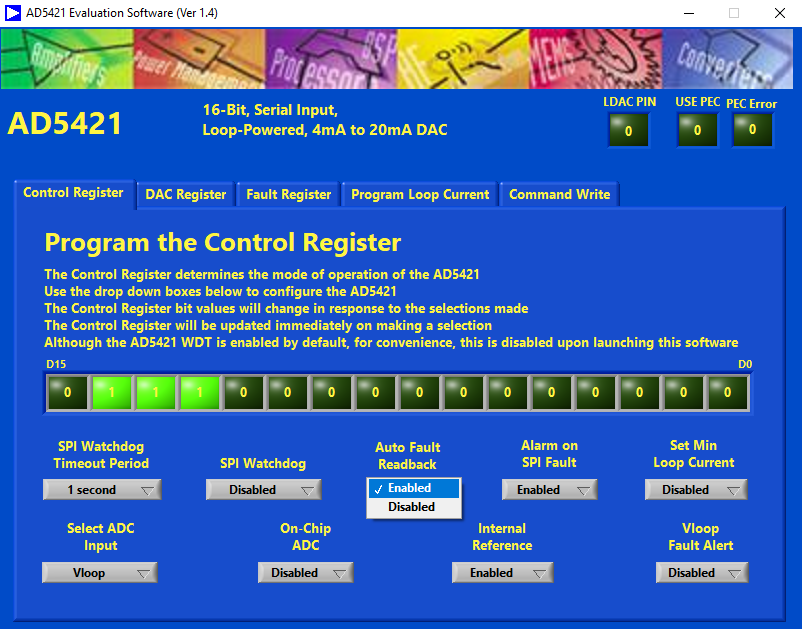 AD5421 Evaluation Software (Ver 1.4)
Amplifiers
Power Management
Processors
DSP
MEMS
Converters
AD5421
16-Bit, Serial Input,
Loop-Powered, 4mA to 20mA DAC
LDAC PIN USE PEC PEC Error
0 0 0
Control Register DAC Register Fault Register Program Loop Current Command Write
Program the Control Register
The Control Register determines the mode of operation of the AD5421
Use the drop down boxes below to configure the AD5421
The Control Register bit values will change in response to the selections made
The Control Register will be updated immediately on making a selection
Although the AD5421 WDT is enabled by default, for convenience, this is disabled upon launching this software
D15 D0
0 1 1 1 0 0 0 0 0 0 0 0 0 0 0 0
SPI Watchdog
Timeout Period
1 second
SPI Watchdog
Disabled
Auto Fault
Readback
✓ Enabled
Disabled
Alarm on
SPI Fault
Enabled
Set Min
Loop Current
Disabled
Select ADC
Input
Vloop
On-Chip
ADC
Disabled
Internal
Reference
Enabled
Vloop
Fault Alert
Disabled